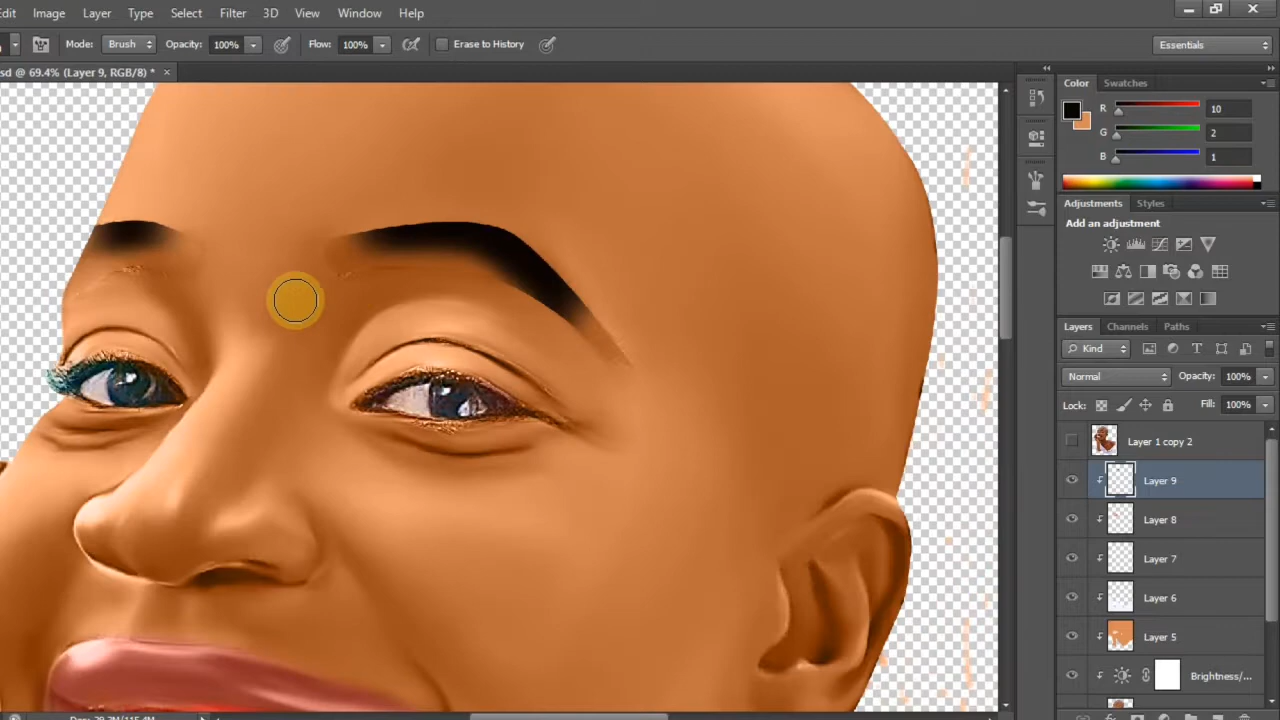 Edit Image Layer Type Select Filter 3D View Window Help
Mode: Brush Opacity: 100% Flow: 100% Erase to History Essentials
sd @ 69.4% (Layer 9, RGB/8) * ×
Color Swatches
R 10
G 2
B 1
Adjustments Styles
Add an adjustment
Layers Channels Paths
Kind
Normal Opacity: 100%
Lock: Fill: 100%
Layer 1 copy 2
Layer 9
Layer 8
Layer 7
Layer 6
Layer 5
Brightness/...